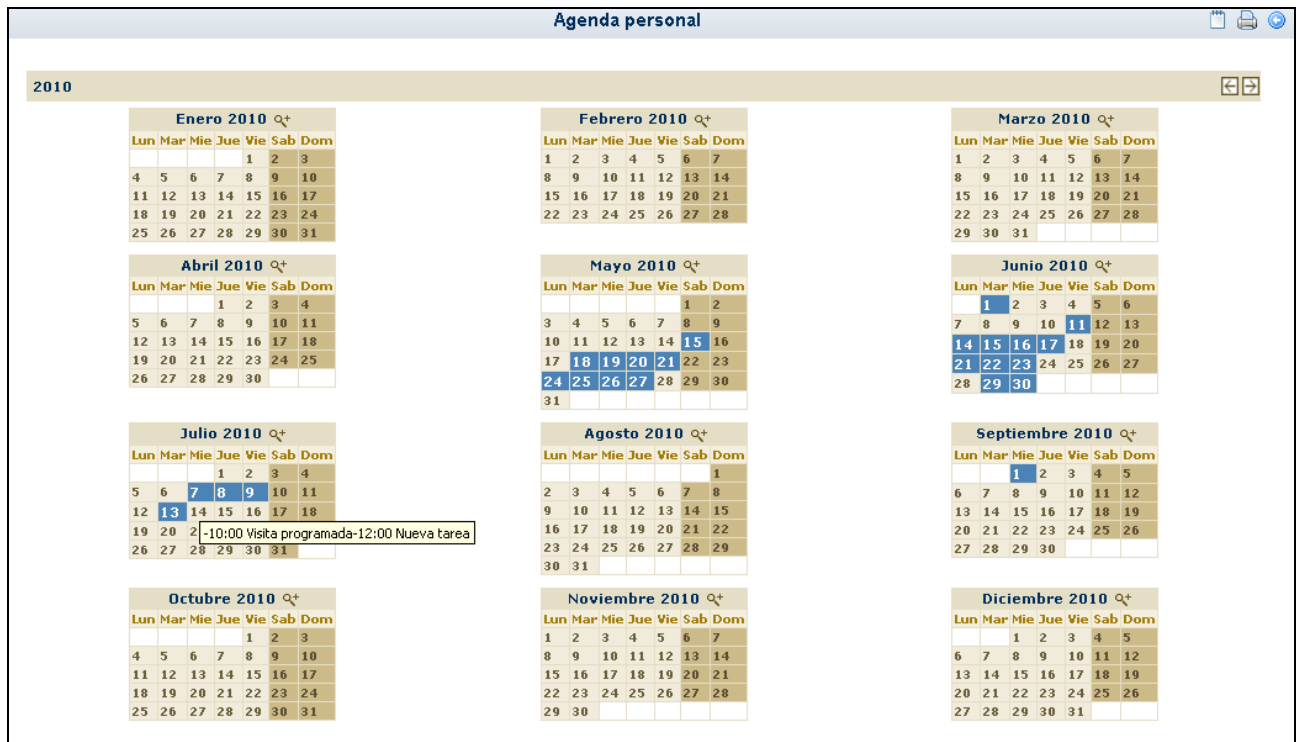 Agenda personal
2010
Enero 2010
Lun Mar Mie Jue Vie Sab Dom
1 2 3
4 5 6 7 8 9 10
11 12 13 14 15 16 17
18 19 20 21 22 23 24
25 26 27 28 29 30 31
Febrero 2010
Lun Mar Mie Jue Vie Sab Dom
1 2 3 4 5 6 7
8 9 10 11 12 13 14
15 16 17 18 19 20 21
22 23 24 25 26 27 28
Marzo 2010
Lun Mar Mie Jue Vie Sab Dom
1 2 3 4 5 6 7
8 9 10 11 12 13 14
15 16 17 18 19 20 21
22 23 24 25 26 27 28
29 30 31
Abril 2010
Lun Mar Mie Jue Vie Sab Dom
1 2 3 4
5 6 7 8 9 10 11
12 13 14 15 16 17 18
19 20 21 22 23 24 25
26 27 28 29 30
Mayo 2010
Lun Mar Mie Jue Vie Sab Dom
1 2
3 4 5 6 7 8 9
10 11 12 13 14 15 16
17 18 19 20 21 22 23
24 25 26 27 28 29 30
31
Junio 2010
Lun Mar Mie Jue Vie Sab Dom
1 2 3 4 5 6
7 8 9 10 11 12 13
14 15 16 17 18 19 20
21 22 23 24 25 26 27
28 29 30
Julio 2010
Lun Mar Mie Jue Vie Sab Dom
1 2 3 4
5 6 7 8 9 10 11
12 13 14 15 16 17 18
19 20 2
-10:00 Visita programada-12:00 Nueva tarea
26 27 28 29 30 31
Agosto 2010
Lun Mar Mie Jue Vie Sab Dom
1
2 3 4 5 6 7 8
9 10 11 12 13 14 15
16 17 18 19 20 21 22
23 24 25 26 27 28 29
30 31
Septiembre 2010
Lun Mar Mie Jue Vie Sab Dom
1 2 3 4 5
6 7 8 9 10 11 12
13 14 15 16 17 18 19
20 21 22 23 24 25 26
27 28 29 30
Octubre 2010
Lun Mar Mie Jue Vie Sab Dom
1 2 3
4 5 6 7 8 9 10
11 12 13 14 15 16 17
18 19 20 21 22 23 24
25 26 27 28 29 30 31
Noviembre 2010
Lun Mar Mie Jue Vie Sab Dom
1 2 3 4 5 6 7
8 9 10 11 12 13 14
15 16 17 18 19 20 21
22 23 24 25 26 27 28
29 30
Diciembre 2010
Lun Mar Mie Jue Vie Sab Dom
1 2 3 4 5
6 7 8 9 10 11 12
13 14 15 16 17 18 19
20 21 22 23 24 25 26
27 28 29 30 31